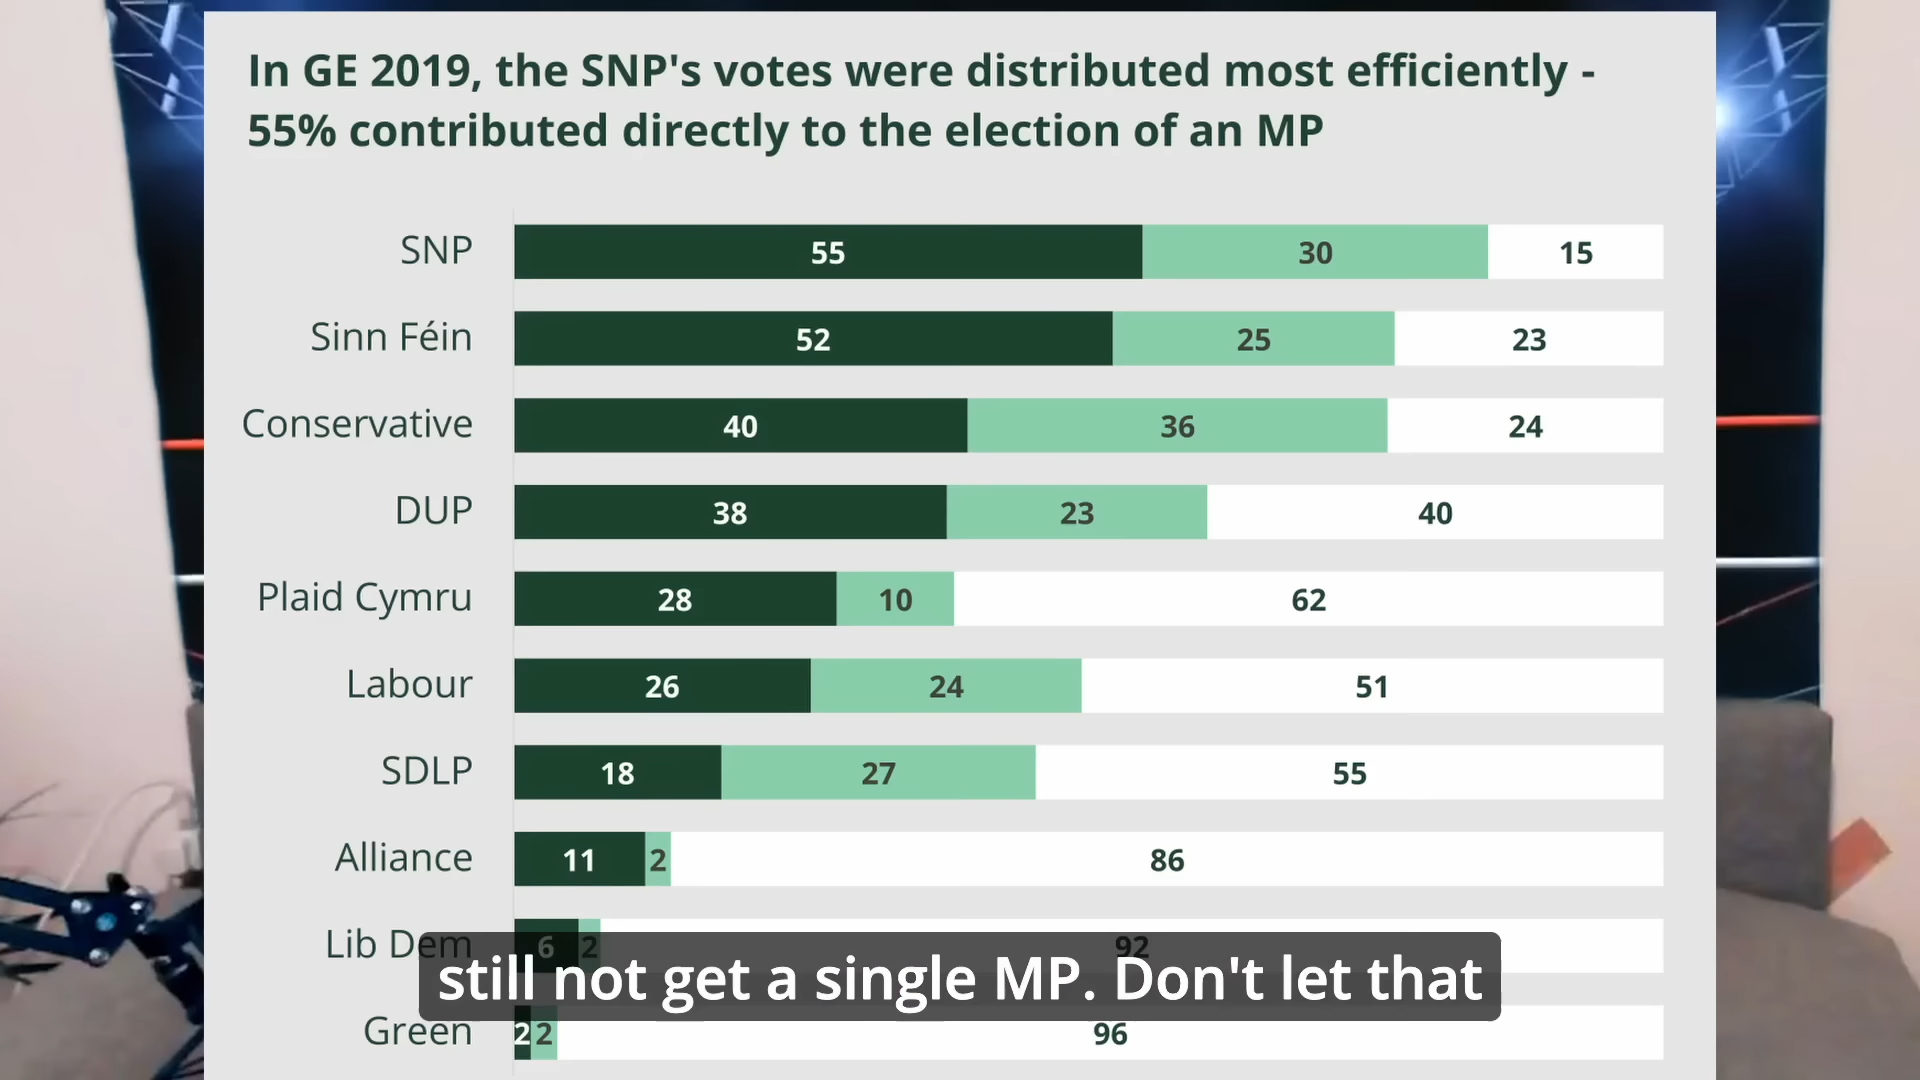 In GE 2019, the SNP's votes were distributed most efficiently -
55% contributed directly to the election of an MP
SNP 55 30 15
Sinn Féin 52 25 23
Conservative 40 36 24
DUP 38 23 40
Plaid Cymru 28 10 62
Labour 26 24 51
SDLP 18 27 55
Alliance 11 2 86
Lib Dem 6 2 92
still not get a single MP. Don't let that
Green 2 2 96